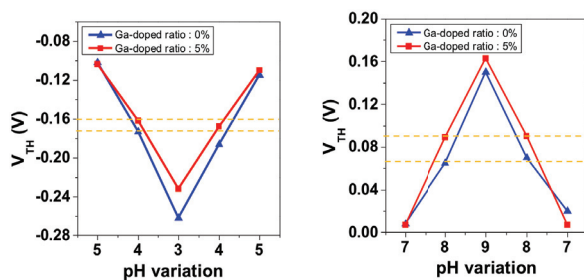 Ga-doped ratio : 0%
Ga-doped ratio : 5%
-0.08
-0.12
-0.16
-0.20
-0.24
-0.28
V_TH (V)
5 4 3 4 5
pH variation
Ga-doped ratio : 0%
Ga-doped ratio : 5%
0.20
0.16
0.12
0.08
0.04
0.00
V_TH (V)
7 8 9 8 7
pH variation